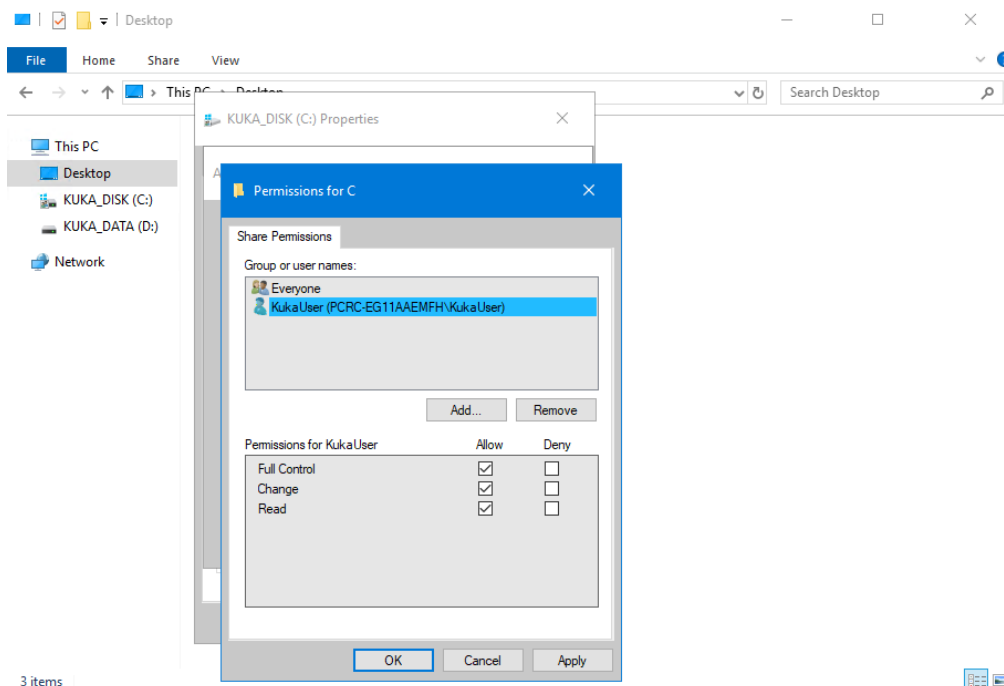 Desktop
File Home Share View
This PC > Desktop
Search Desktop
KUKA_DISK (C:) Properties
This PC
Desktop
KUKA_DISK (C:)
KUKA_DATA (D:)
Network
A
Permissions for C
Share Permissions
Group or user names:
Everyone
KukaUser (PCRC-EG11AAEMFH\KukaUser)
Add... Remove
Permissions for KukaUser Allow Deny
Full Control
Change
Read
OK Cancel Apply
3 items